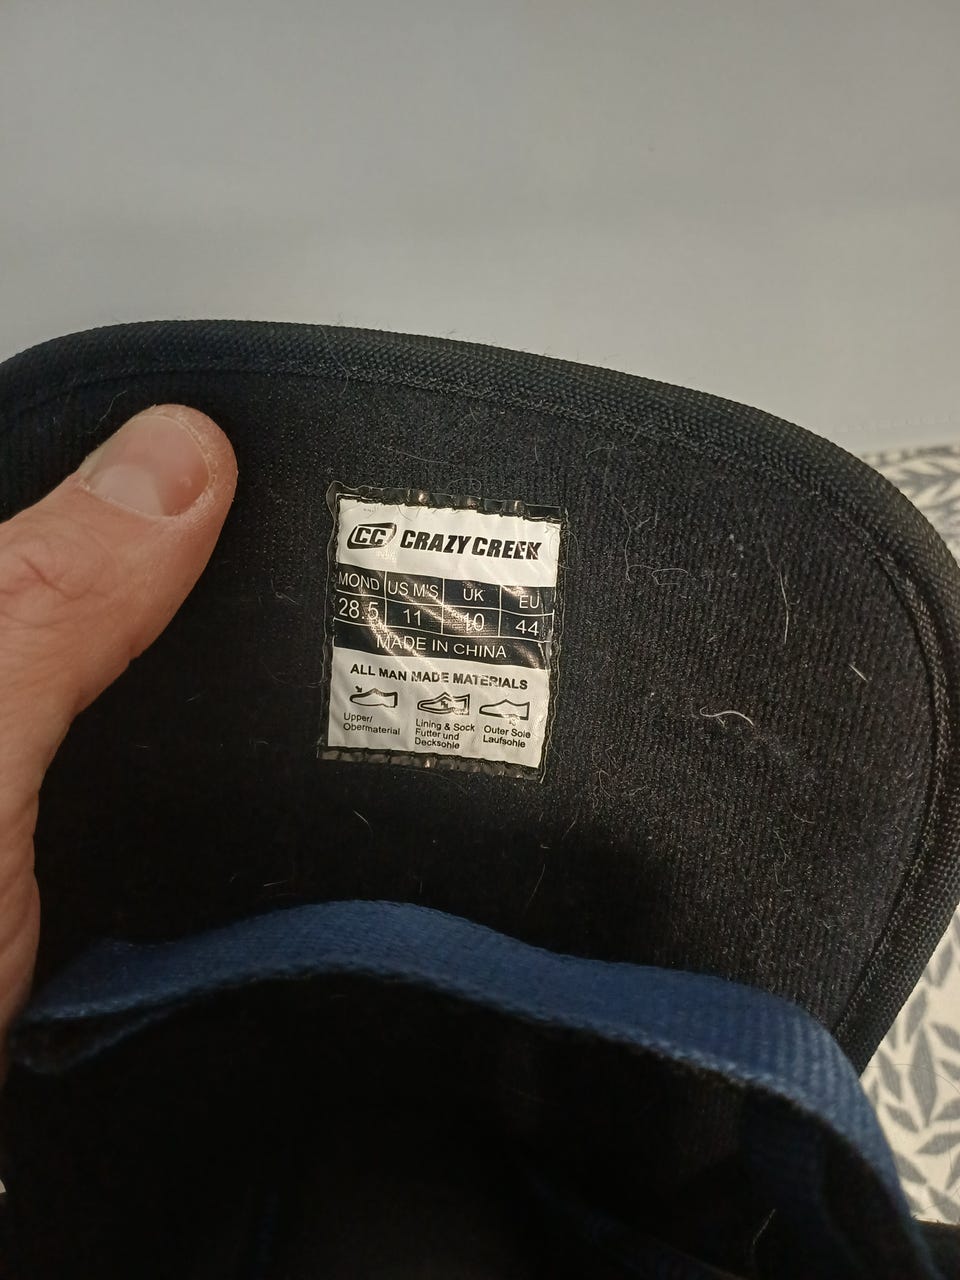 CC CRAZY CREEK
MOND US M'S UK EU
28.5 11 10 44
MADE IN CHINA
ALL MAN MADE MATERIALS
Upper/
Obermaterial
Lining & Sock
Futter und
Decksohle
Outer Sole
Laufsohle